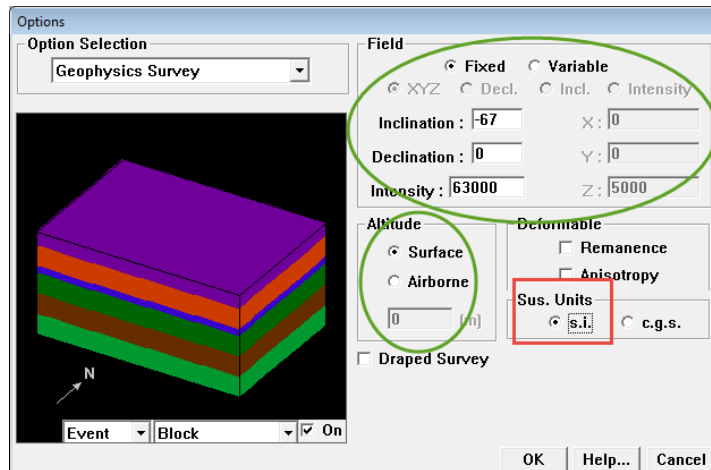 Options
Option Selection
Geophysics Survey
Field
Fixed Variable
XYZ Decl. Incl. Intensity
Inclination : -67 X : 0
Declination : 0 Y : 0
Intensity : 63000 Z : 5000
Altitude
Surface
Airborne
0 (m)
Deformable
Remanence
Anisotropy
Sus. Units
s.i. c.g.s.
Draped Survey
N
Event Block On
OK Help... Cancel